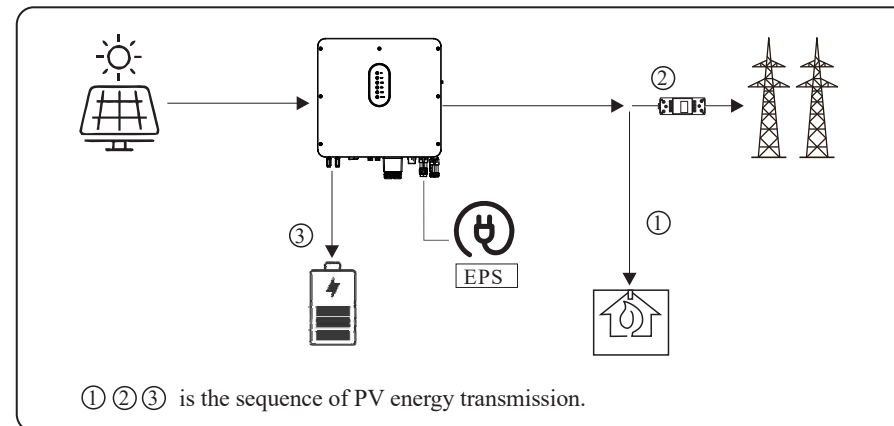 ②
①
③
EPS
① ② ③ is the sequence of PV energy transmission.